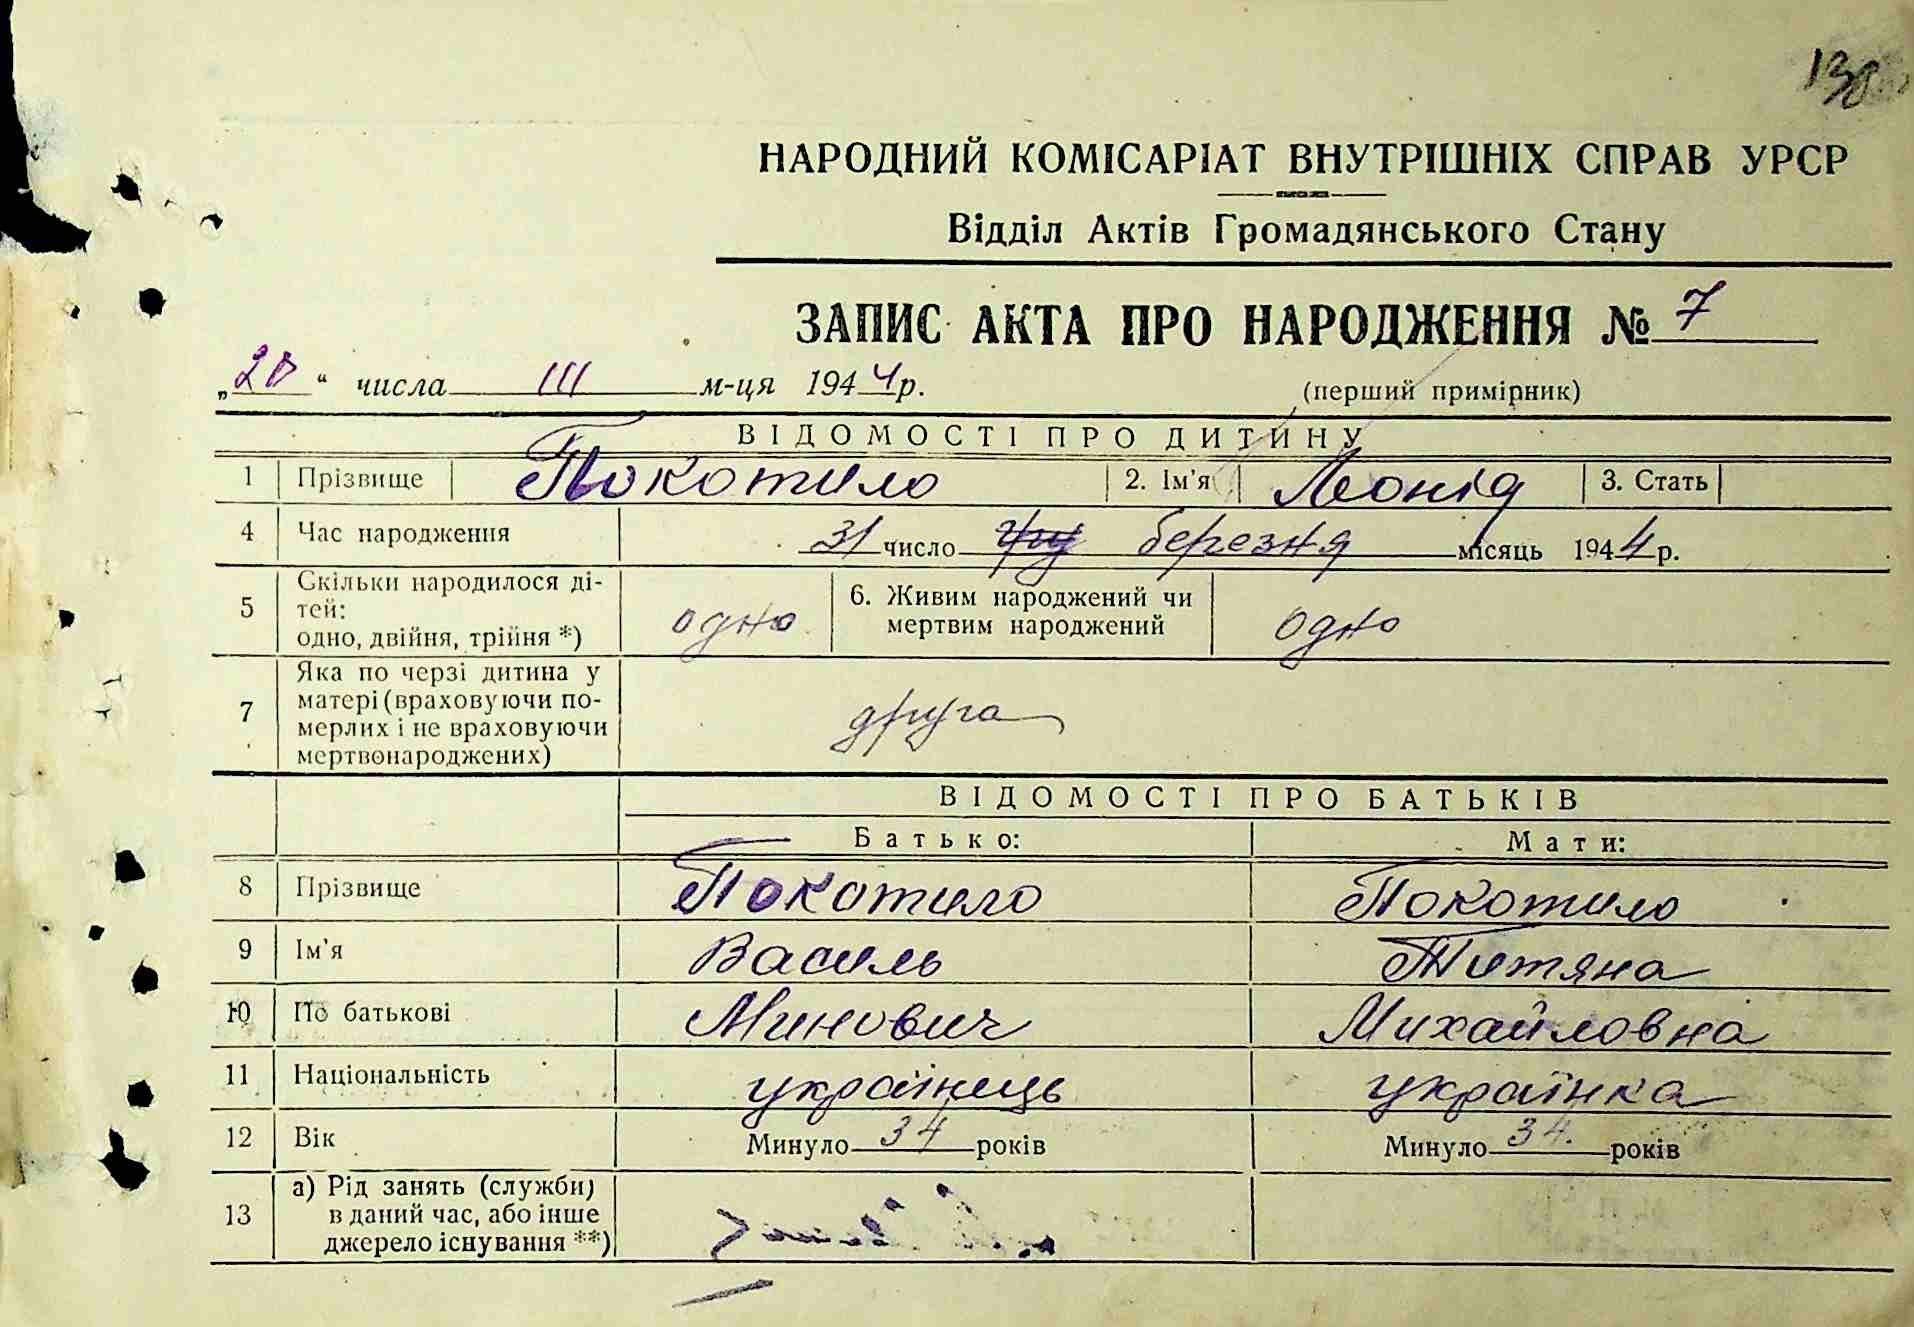 НАРОДНИЙ КОМІСАРІАТ ВНУТРІШНІХ СПРАВ УРСР
Відділ Актів Громадянського Стану
ЗАПИС АКТА ПРО НАРОДЖЕННЯ № 7
„20“ числа III м-ця 1944 р.
(перший примірник)
ВІДОМОСТІ ПРО ДИТИНУ
1 Прізвище Покотило 2. Ім'я Леонід 3. Стать
4 Час народження 31 число березня місяць 1944 р.
5 Скільки народилося ді-
тей:
одно, двійня, трійня *) одно 6. Живим народжений чи
мертвим народжений одно
7 Яка по черзі дитина у
матері (враховуючи по-
мерлих і не враховуючи
мертвонароджених) друга
ВІДОМОСТІ ПРО БАТЬКІВ
Батько: Мати:
8 Прізвище Покотило Покотило
9 Ім'я Василь Титяна
10 По батькові Минович Михайловна
11 Національність українець українка
12 Вік Минуло 34 років Минуло 34. років
13 а) Рід занять (служби)
в даний час, або інше
джерело існування **)